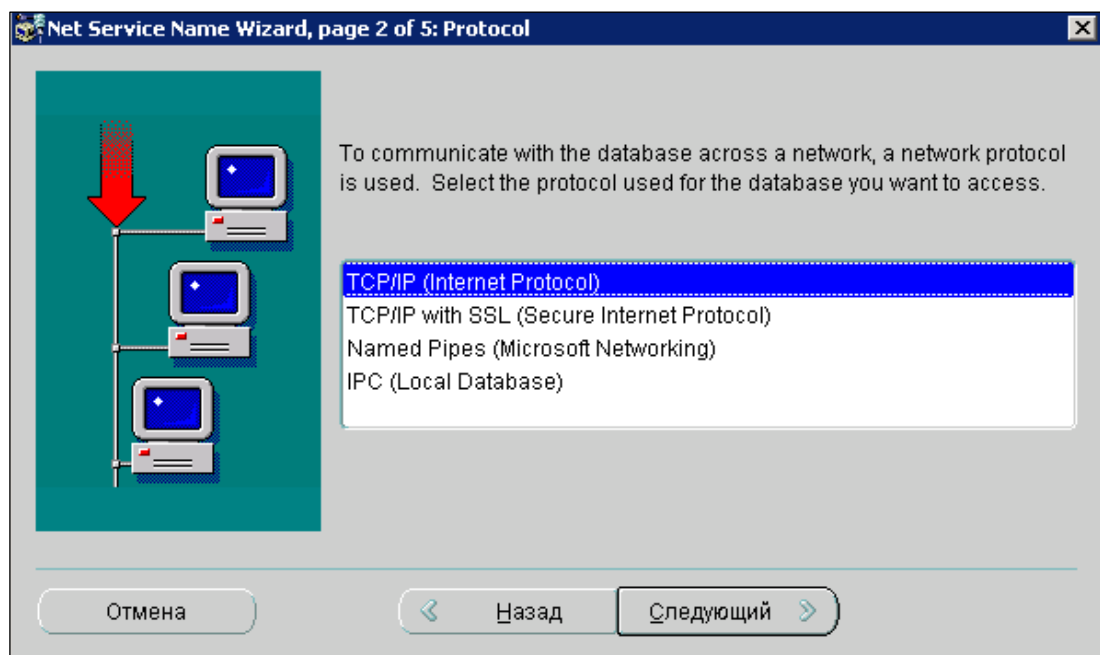 Net Service Name Wizard, page 2 of 5: Protocol
To communicate with the database across a network, a network protocol
is used. Select the protocol used for the database you want to access.
TCP/IP (Internet Protocol)
TCP/IP with SSL (Secure Internet Protocol)
Named Pipes (Microsoft Networking)
IPC (Local Database)
Отмена
Назад
Следующий